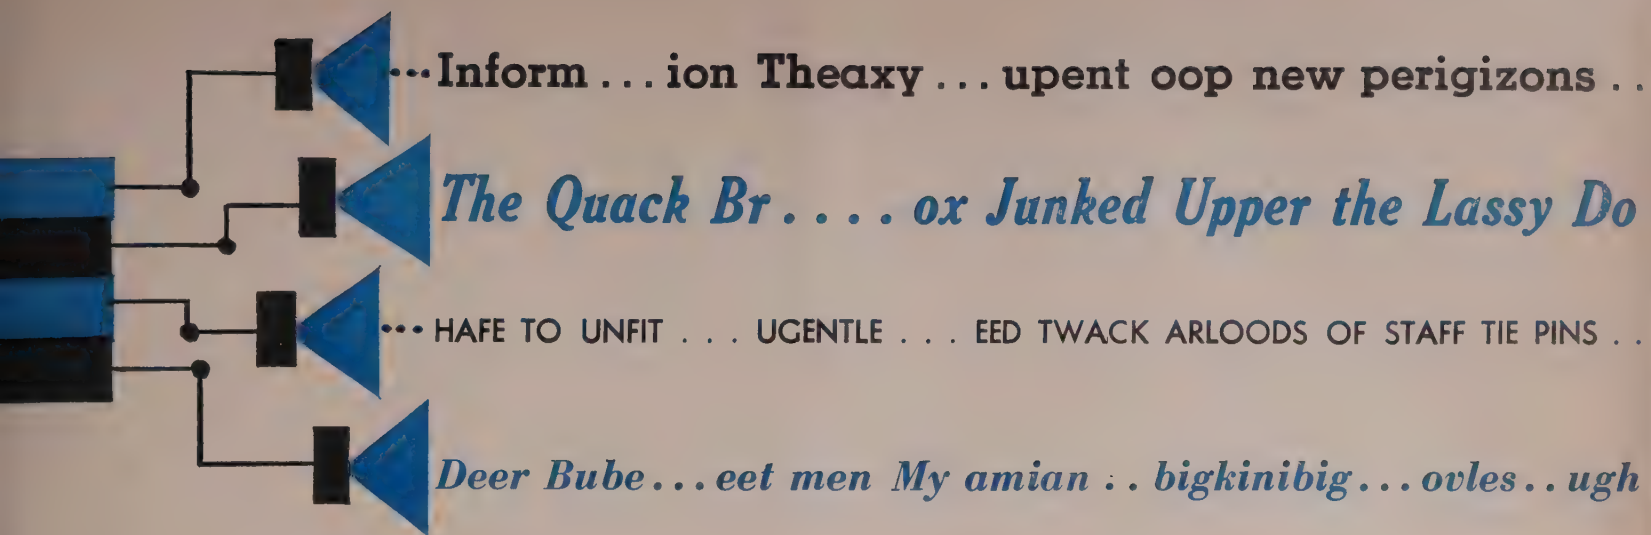 Inform ... ion Theaxy ... upent oop new perigizons . .
The Quack Br . . . . ox Junked Upper the Lassy Do
HAFE TO UNFIT . . . UGENTLE . . . EED TWACK ARLOODS OF STAFF TIE PINS . .
Deer Bube ... eet men My amian . . bigkinibig ... ovles .. ugh